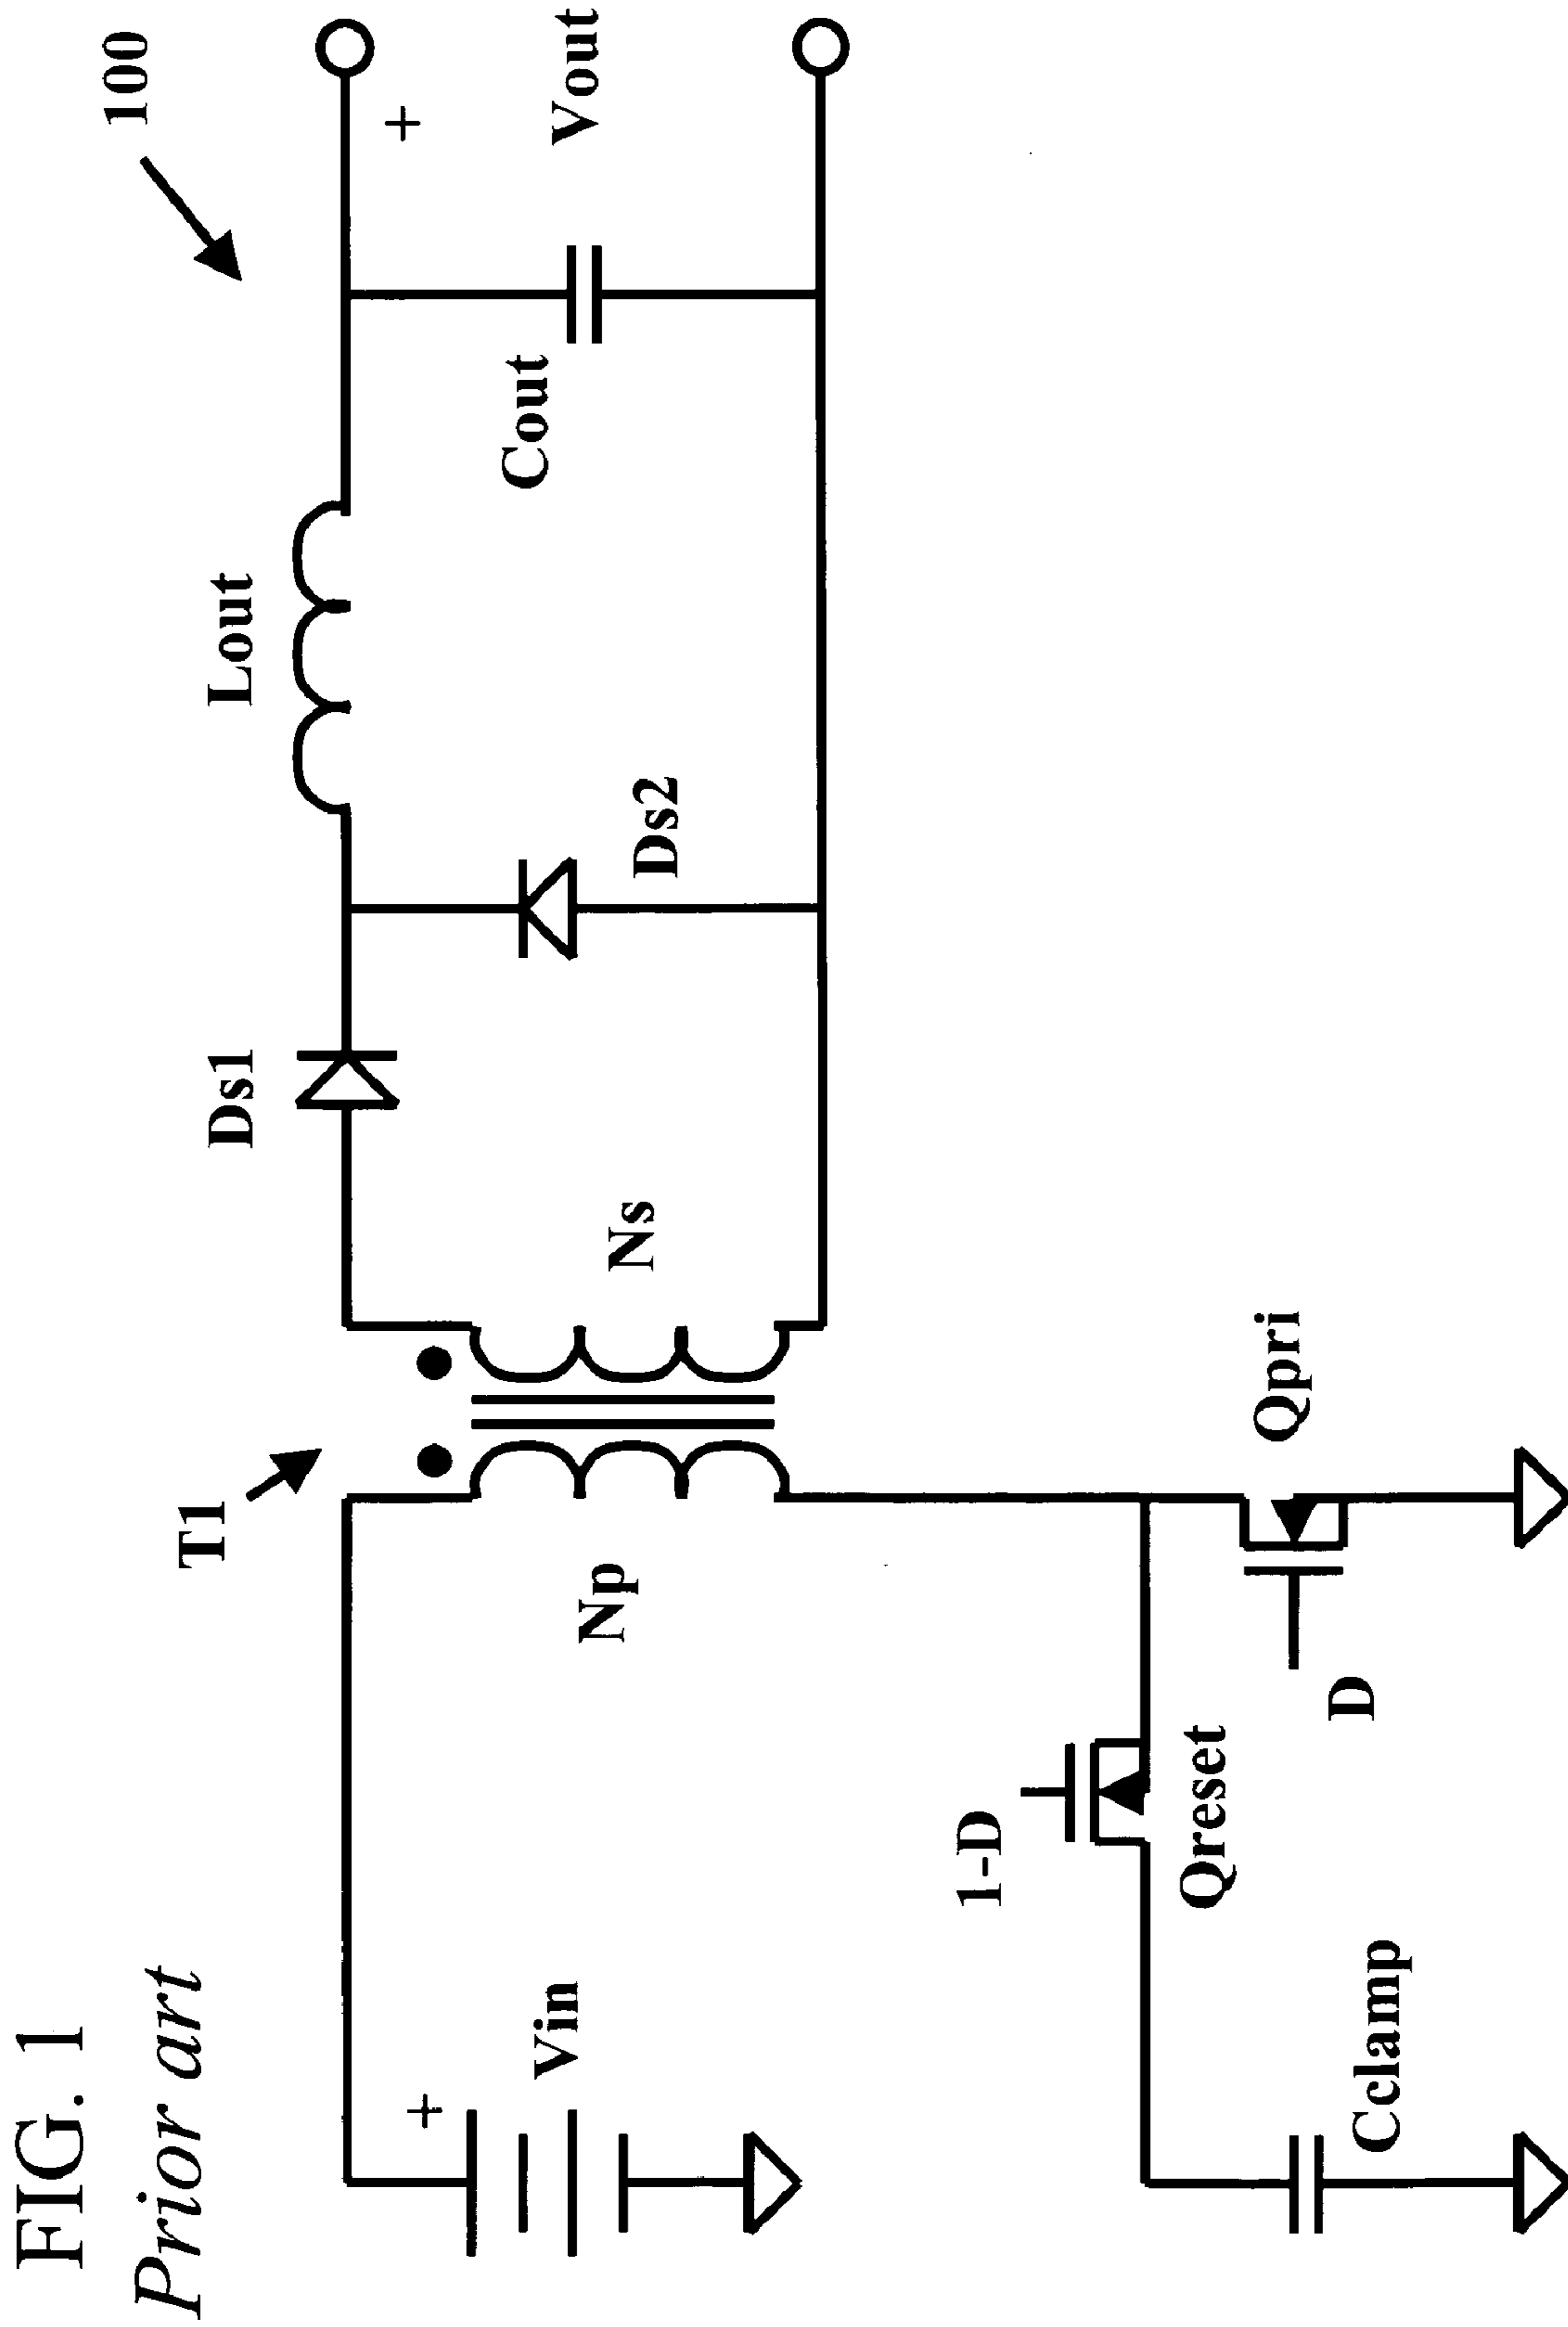 FIG. 1
Prior art
100
T1
Ds1
Lout
+
+
Vin
Np
Ns
Ds2
Cout
Vout
1-D
Qreset
Qpri
D
Cclamp